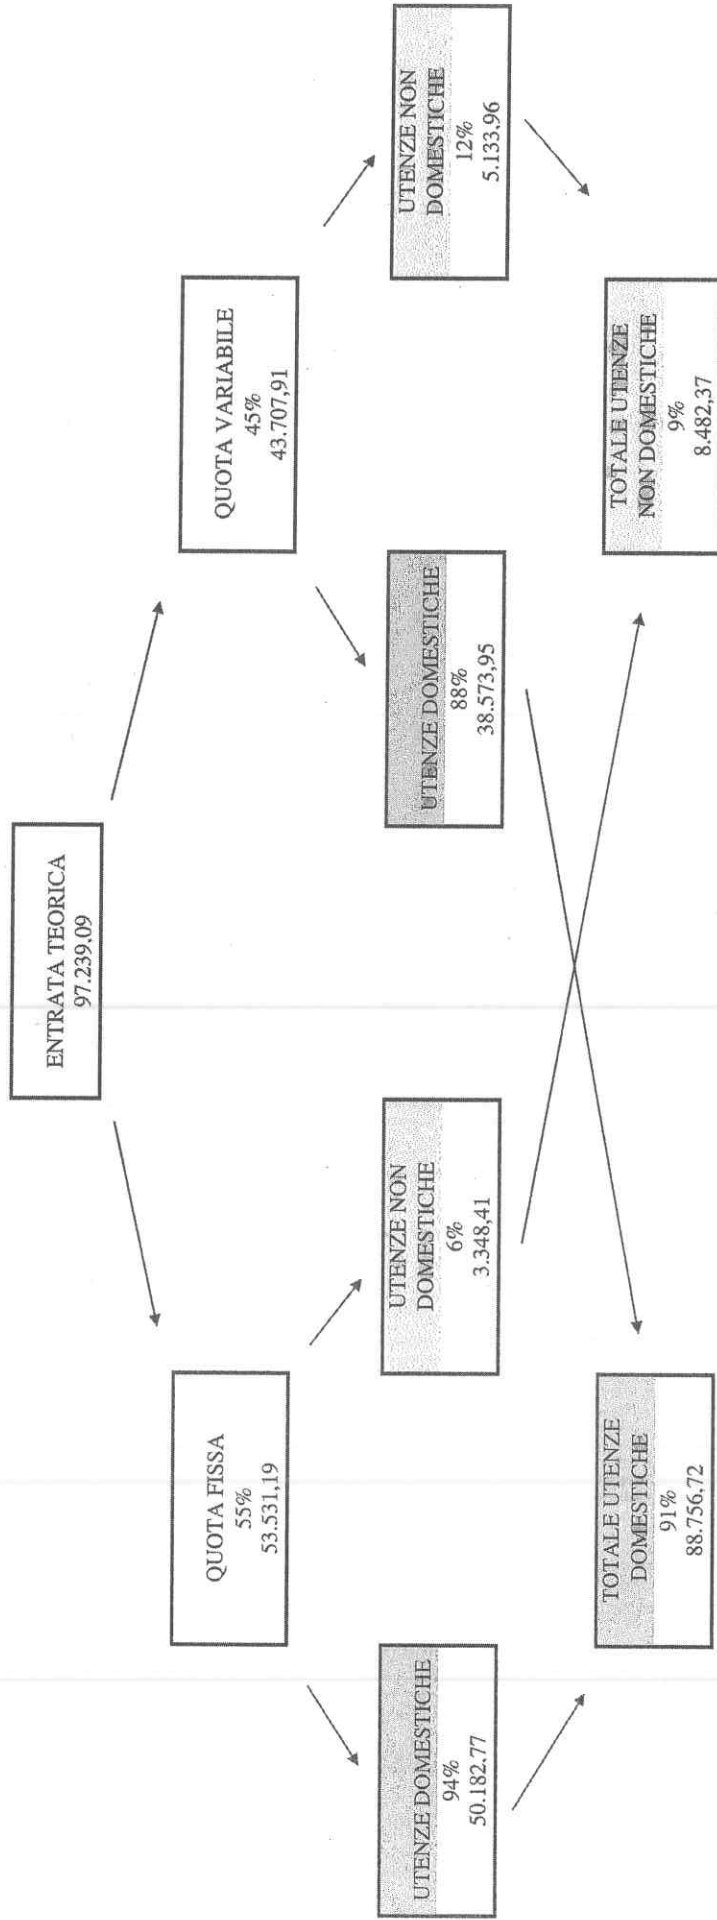 ENTRATA TEORICA
97.239,09
QUOTA FISSA
55%
53.531,19
QUOTA VARIABILE
45%
43.707,91
UTENZE DOMESTICHE
94%
50.182,77
UTENZE NON
DOMESTICHE
6%
3.348,41
UTENZE DOMESTICHE
88%
38.573,95
UTENZE NON
DOMESTICHE
12%
5.133,96
TOTALE UTENZE
DOMESTICHE
91%
88.756,72
TOTALE UTENZE
NON DOMESTICHE
9%
8.482,37